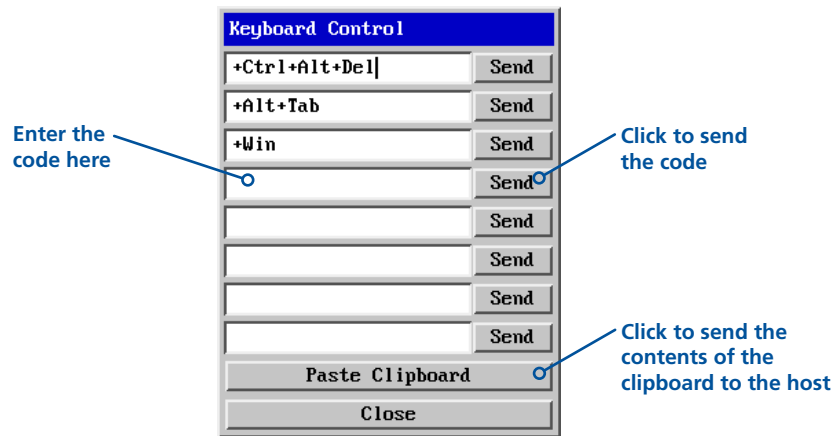 Keyboard Control
+Ctrl+Alt+Del
Send
+Alt+Tab
Send
+Win
Send
Enter the
code here
Send
Click to send
the code
Send
Send
Send
Send
Click to send the
contents of the
clipboard to the host
Paste Clipboard
Close